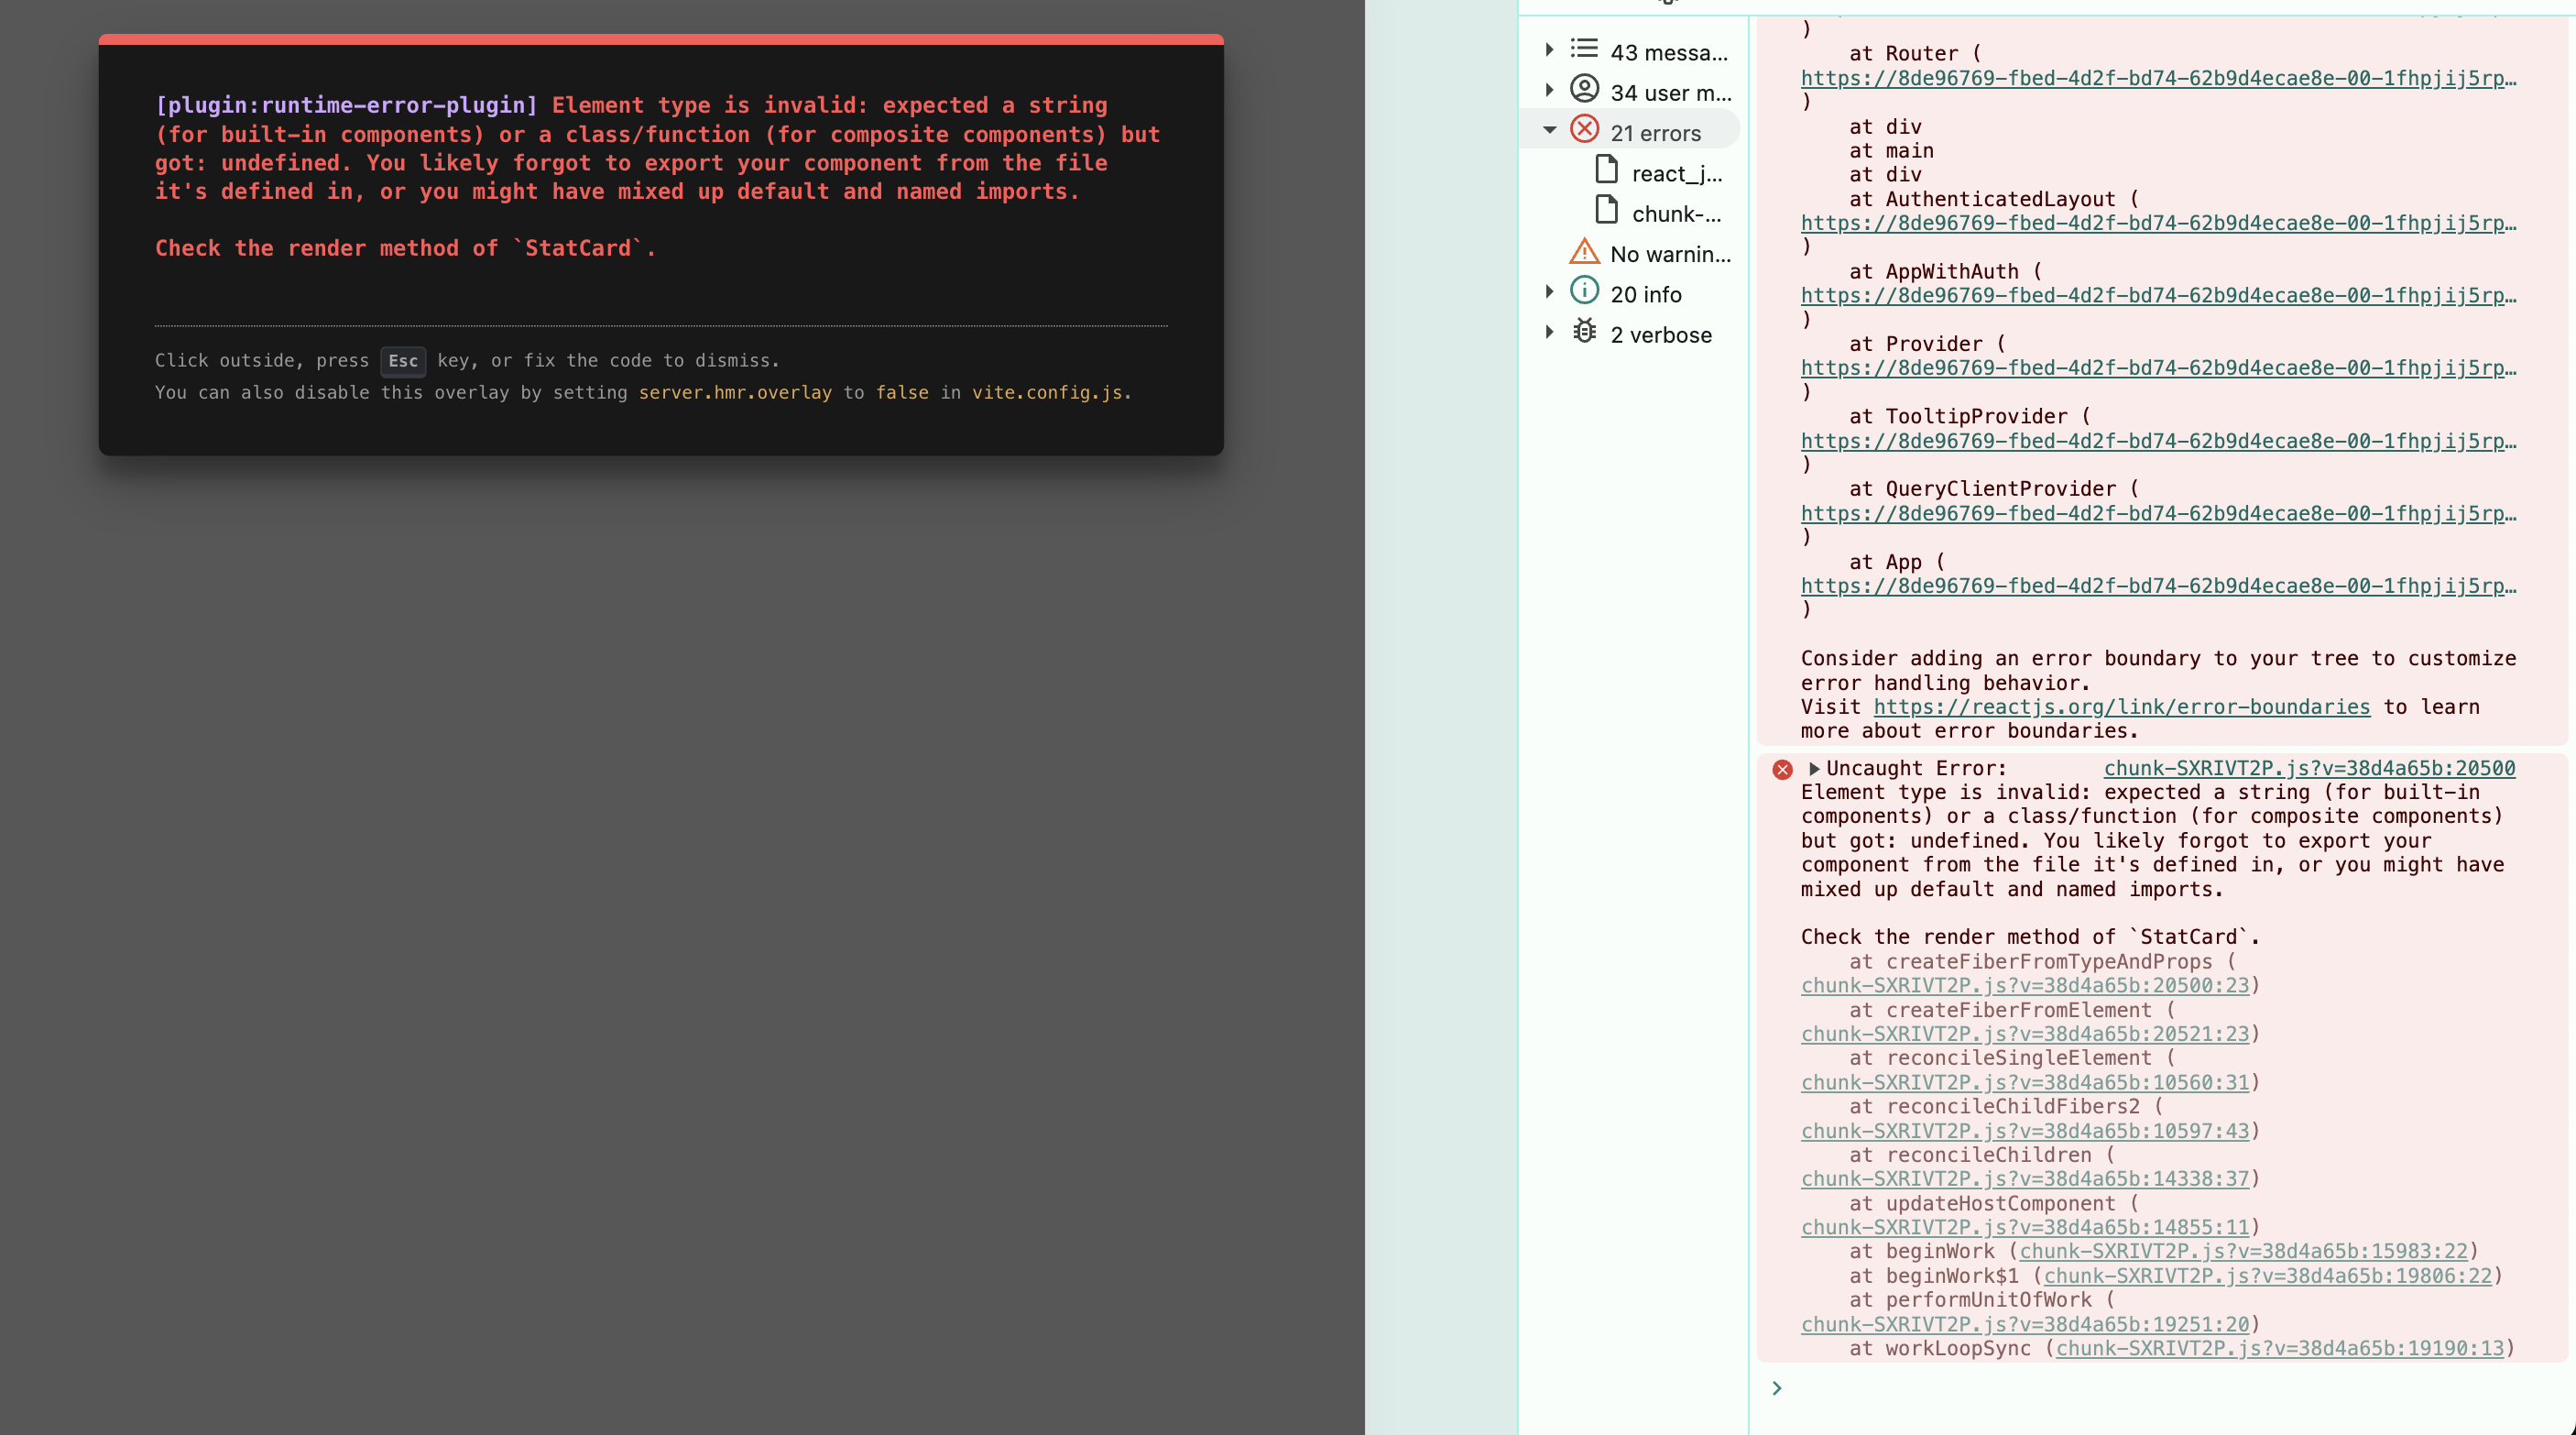 [plugin:runtime-error-plugin] Element type is invalid: expected a string
(for built-in components) or a class/function (for composite components) but
got: undefined. You likely forgot to export your component from the file
it's defined in, or you might have mixed up default and named imports.
Check the render method of `StatCard`.
Click outside, press Esc key, or fix the code to dismiss.
You can also disable this overlay by setting server.hmr.overlay to false in vite.config.js.
43 messa...
34 user m...
21 errors
react_j...
chunk-...
No warnin...
20 info
2 verbose
)
at Router (
https://8de96769-fbed-4d2f-bd74-62b9d4ecae8e-00-1fhpjij5rp…
)
at div
at main
at div
at AuthenticatedLayout (
https://8de96769-fbed-4d2f-bd74-62b9d4ecae8e-00-1fhpjij5rp…
)
at AppWithAuth (
https://8de96769-fbed-4d2f-bd74-62b9d4ecae8e-00-1fhpjij5rp…
)
at Provider (
https://8de96769-fbed-4d2f-bd74-62b9d4ecae8e-00-1fhpjij5rp…
)
at TooltipProvider (
https://8de96769-fbed-4d2f-bd74-62b9d4ecae8e-00-1fhpjij5rp…
)
at QueryClientProvider (
https://8de96769-fbed-4d2f-bd74-62b9d4ecae8e-00-1fhpjij5rp…
)
at App (
https://8de96769-fbed-4d2f-bd74-62b9d4ecae8e-00-1fhpjij5rp…
)
Consider adding an error boundary to your tree to customize
error handling behavior.
Visit https://reactjs.org/link/error-boundaries to learn
more about error boundaries.
Uncaught Error: chunk-SXRIVT2P.js?v=38d4a65b:20500
Element type is invalid: expected a string (for built-in
components) or a class/function (for composite components)
but got: undefined. You likely forgot to export your
component from the file it's defined in, or you might have
mixed up default and named imports.
Check the render method of `StatCard`.
at createFiberFromTypeAndProps (
chunk-SXRIVT2P.js?v=38d4a65b:20500:23)
at createFiberFromElement (
chunk-SXRIVT2P.js?v=38d4a65b:20521:23)
at reconcileSingleElement (
chunk-SXRIVT2P.js?v=38d4a65b:10560:31)
at reconcileChildFibers2 (
chunk-SXRIVT2P.js?v=38d4a65b:10597:43)
at reconcileChildren (
chunk-SXRIVT2P.js?v=38d4a65b:14338:37)
at updateHostComponent (
chunk-SXRIVT2P.js?v=38d4a65b:14855:11)
at beginWork (chunk-SXRIVT2P.js?v=38d4a65b:15983:22)
at beginWork$1 (chunk-SXRIVT2P.js?v=38d4a65b:19806:22)
at performUnitOfWork (
chunk-SXRIVT2P.js?v=38d4a65b:19251:20)
at workLoopSync (chunk-SXRIVT2P.js?v=38d4a65b:19190:13)